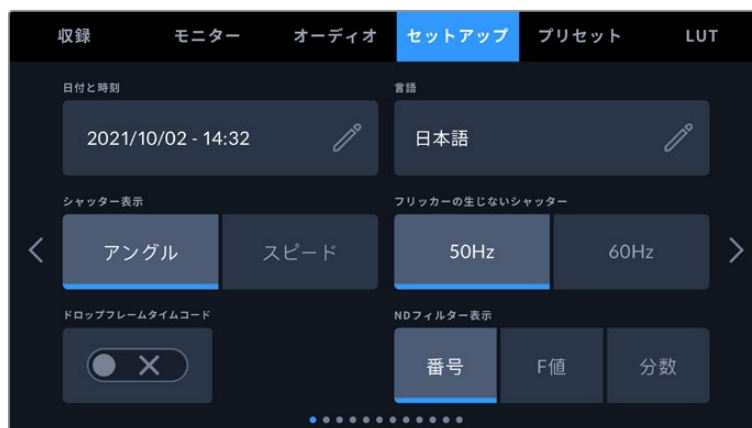 収録 モニター オーディオ セットアップ プリセット LUT
日付と時刻 言語
2021/10/02 - 14:32 日本語
シャッター表示 フリッカーの生じないシャッター
アングル スピード 50Hz 60Hz
ドロップフレームタイムコード NDフィルター表示
番号 F値 分数